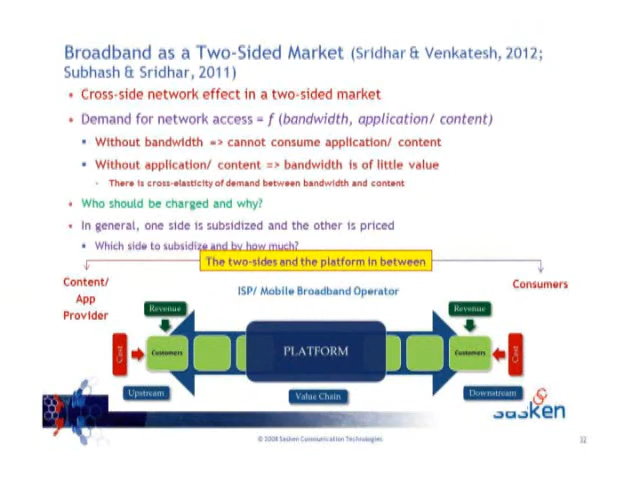 Broadband as a Two-Sided Market (Sridhar & Venkatesh, 2012;
Subhash & Sridhar, 2011)
• Cross-side network effect in a two-sided market
• Demand for network access = f (bandwidth, application/ content)
• Without bandwidth => cannot consume application/ content
• Without application/ content => bandwidth is of little value
• There is cross-elasticity of demand between bandwidth and content
• Who should be charged and why?
• In general, one side is subsidized and the other is priced
• Which side to subsidize and by how much?
The two-sides and the platform in between
Content/
App
Provider
ISP/ Mobile Broadband Operator
Consumers
Revenue
Revenue
Cost
Customers
PLATFORM
Customers
Cost
Upstream
Value Chain
Downstream
sasken
© 2008 Sasken Communication Technologies
32